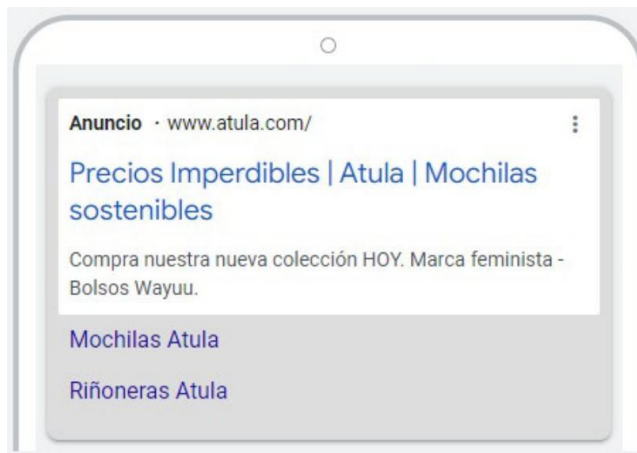 Anuncio · www.atula.com/
Precios Imperdibles | Atula | Mochilas
sostenibles
Compra nuestra nueva colección HOY. Marca feminista -
Bolsos Wayuu.
Mochilas Atula
Riñoneras Atula